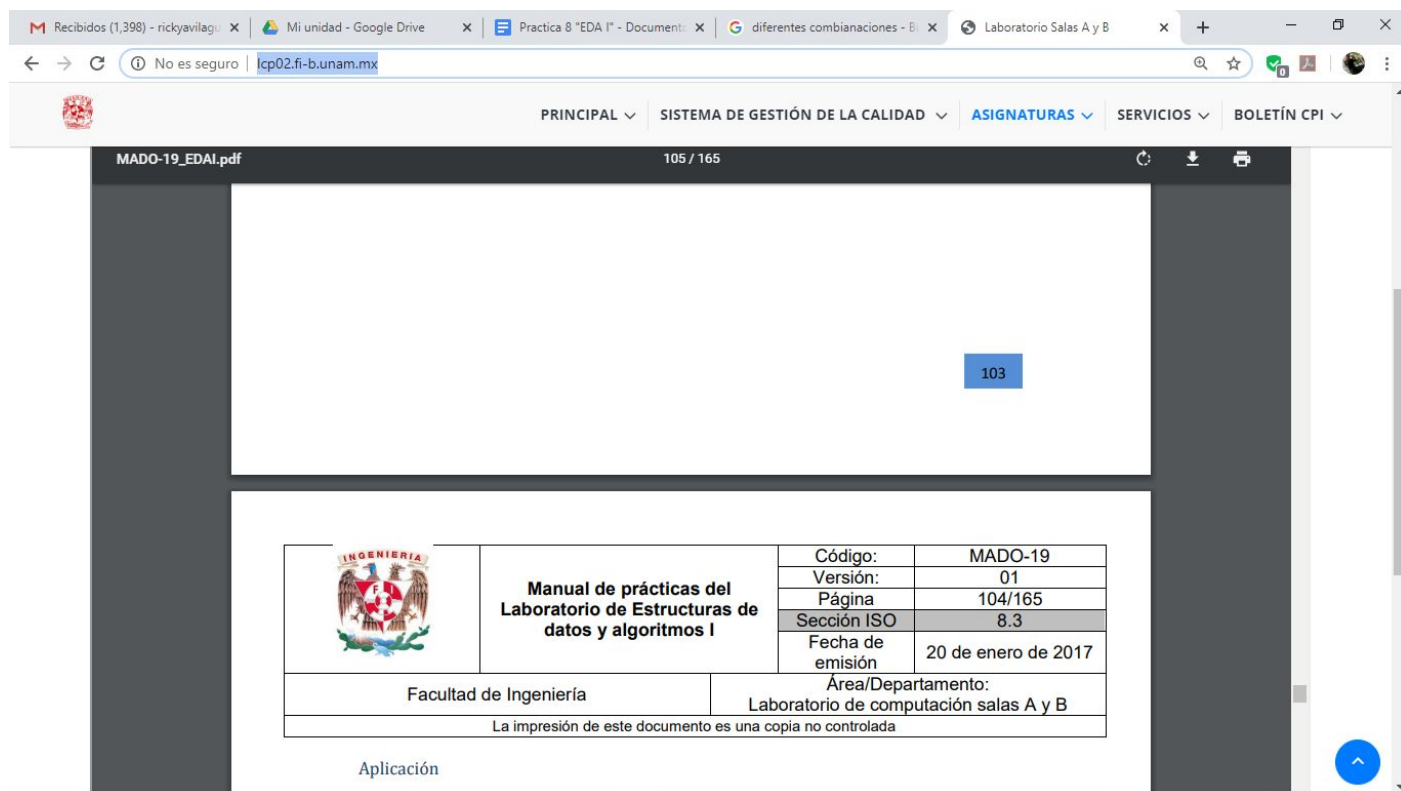 Recibidos (1,398) - rickyavilagu
Mi unidad - Google Drive
Practica 8 "EDA I" - Documento
diferentes combianaciones - B
Laboratorio Salas A y B
No es seguro | lcp02.fi-b.unam.mx
0
PRINCIPAL
SISTEMA DE GESTIÓN DE LA CALIDAD
ASIGNATURAS
SERVICIOS
BOLETÍN CPI
MADO-19_EDAI.pdf
105 / 165
103
INGENIERIA
Manual de prácticas del
Laboratorio de Estructuras de
datos y algoritmos I
Código: MADO-19
Versión: 01
Página 104/165
Sección ISO 8.3
Fecha de
emisión
20 de enero de 2017
Facultad de Ingeniería
Área/Departamento:
Laboratorio de computación salas A y B
La impresión de este documento es una copia no controlada
Aplicación